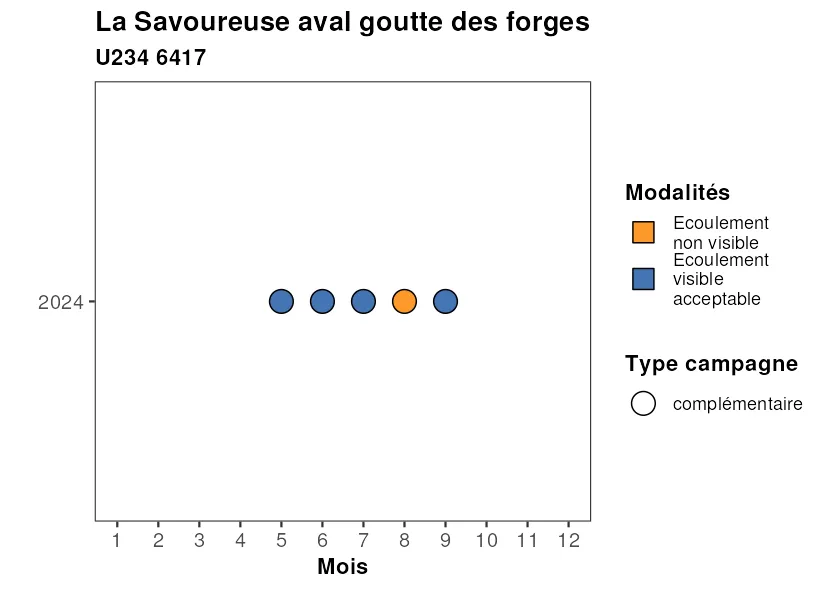 La Savoureuse aval goutte des forges
U234 6417
Modalités
Ecoulement
non visible
Ecoulement
visible
acceptable
2024
Type campagne
complémentaire
1 2 3 4 5 6 7 8 9 10 11 12
Mois